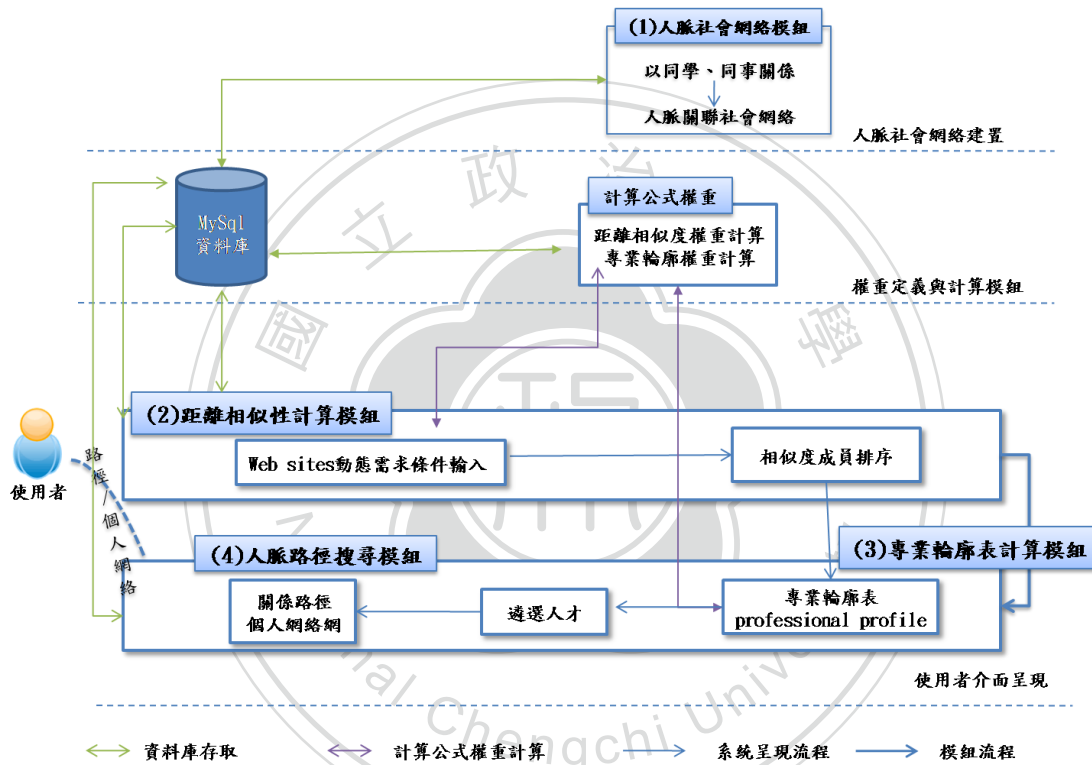 (1)人脈社會網絡模組
以同學、同事關係
人脈關聯社會網絡
人脈社會網絡建置
MySql
資料庫
計算公式權重
距離相似度權重計算
專業輪廓權重計算
權重定義與計算模組
(2)距離相似性計算模組
Web sites動態需求條件輸入
相似度成員排序
使用者
路徑/個人網絡
(4)人脈路徑搜尋模組
(3)專業輪廓表計算模組
關係路徑
個人網絡網
遴選人才
專業輪廓表
professional profile
使用者介面呈現
資料庫存取
計算公式權重計算
系統呈現流程
模組流程
國立政治學
nal Chengchi Univ